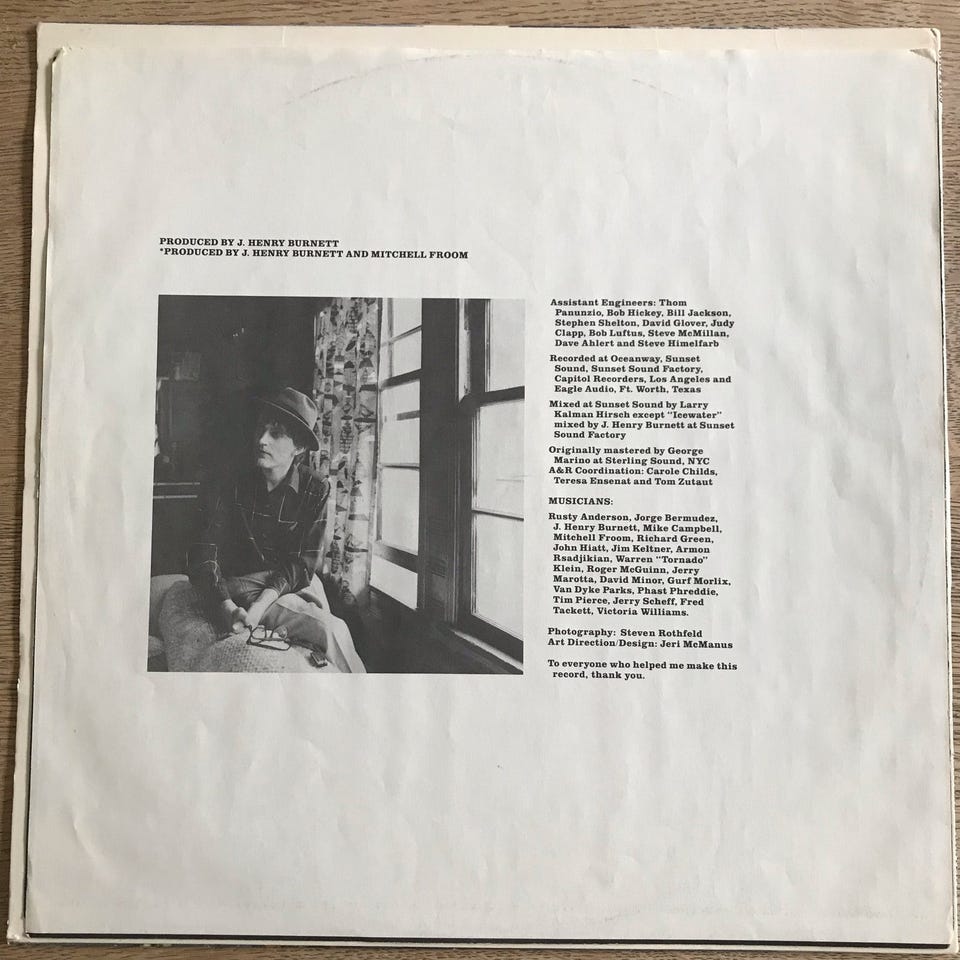 PRODUCED BY J. HENRY BURNETT
*PRODUCED BY J. HENRY BURNETT AND MITCHELL FROOM
Assistant Engineers: Thom
Panunzio, Bob Hickey, Bill Jackson,
Stephen Shelton, David Glover, Judy
Clapp, Bob Luftus, Steve McMillan,
Dave Ahlert and Steve Himelfarb
Recorded at Oceanway, Sunset
Sound, Sunset Sound Factory,
Capitol Recorders, Los Angeles and
Eagle Audio, Ft. Worth, Texas
Mixed at Sunset Sound by Larry
Kalman Hirsch except "Icewater"
mixed by J. Henry Burnett at Sunset
Sound Factory
Originally mastered by George
Marino at Sterling Sound, NYC
A&R Coordination: Carole Childs,
Teresa Ensenat and Tom Zutaut
MUSICIANS:
Rusty Anderson, Jorge Bermudez,
J. Henry Burnett, Mike Campbell,
Mitchell Froom, Richard Green,
John Hiatt, Jim Keltner, Armon
Rsadjikian, Warren "Tornado"
Klein, Roger McGuinn, Jerry
Marotta, David Minor, Gurf Morlix,
Van Dyke Parks, Phast Phreddie,
Tim Pierce, Jerry Scheff, Fred
Tackett, Victoria Williams.
Photography: Steven Rothfeld
Art Direction/Design: Jeri McManus
To everyone who helped me make this
record, thank you.